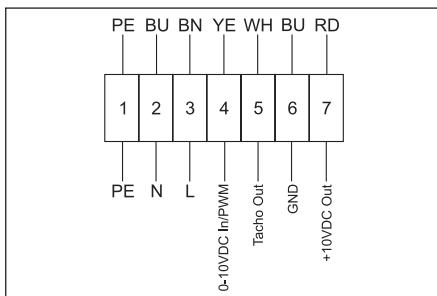 PE BU BN YE WH BU RD
1 2 3 4 5 6 7
PE N L 0-10VDC In/PWM Tacho Out GND +10VDC Out